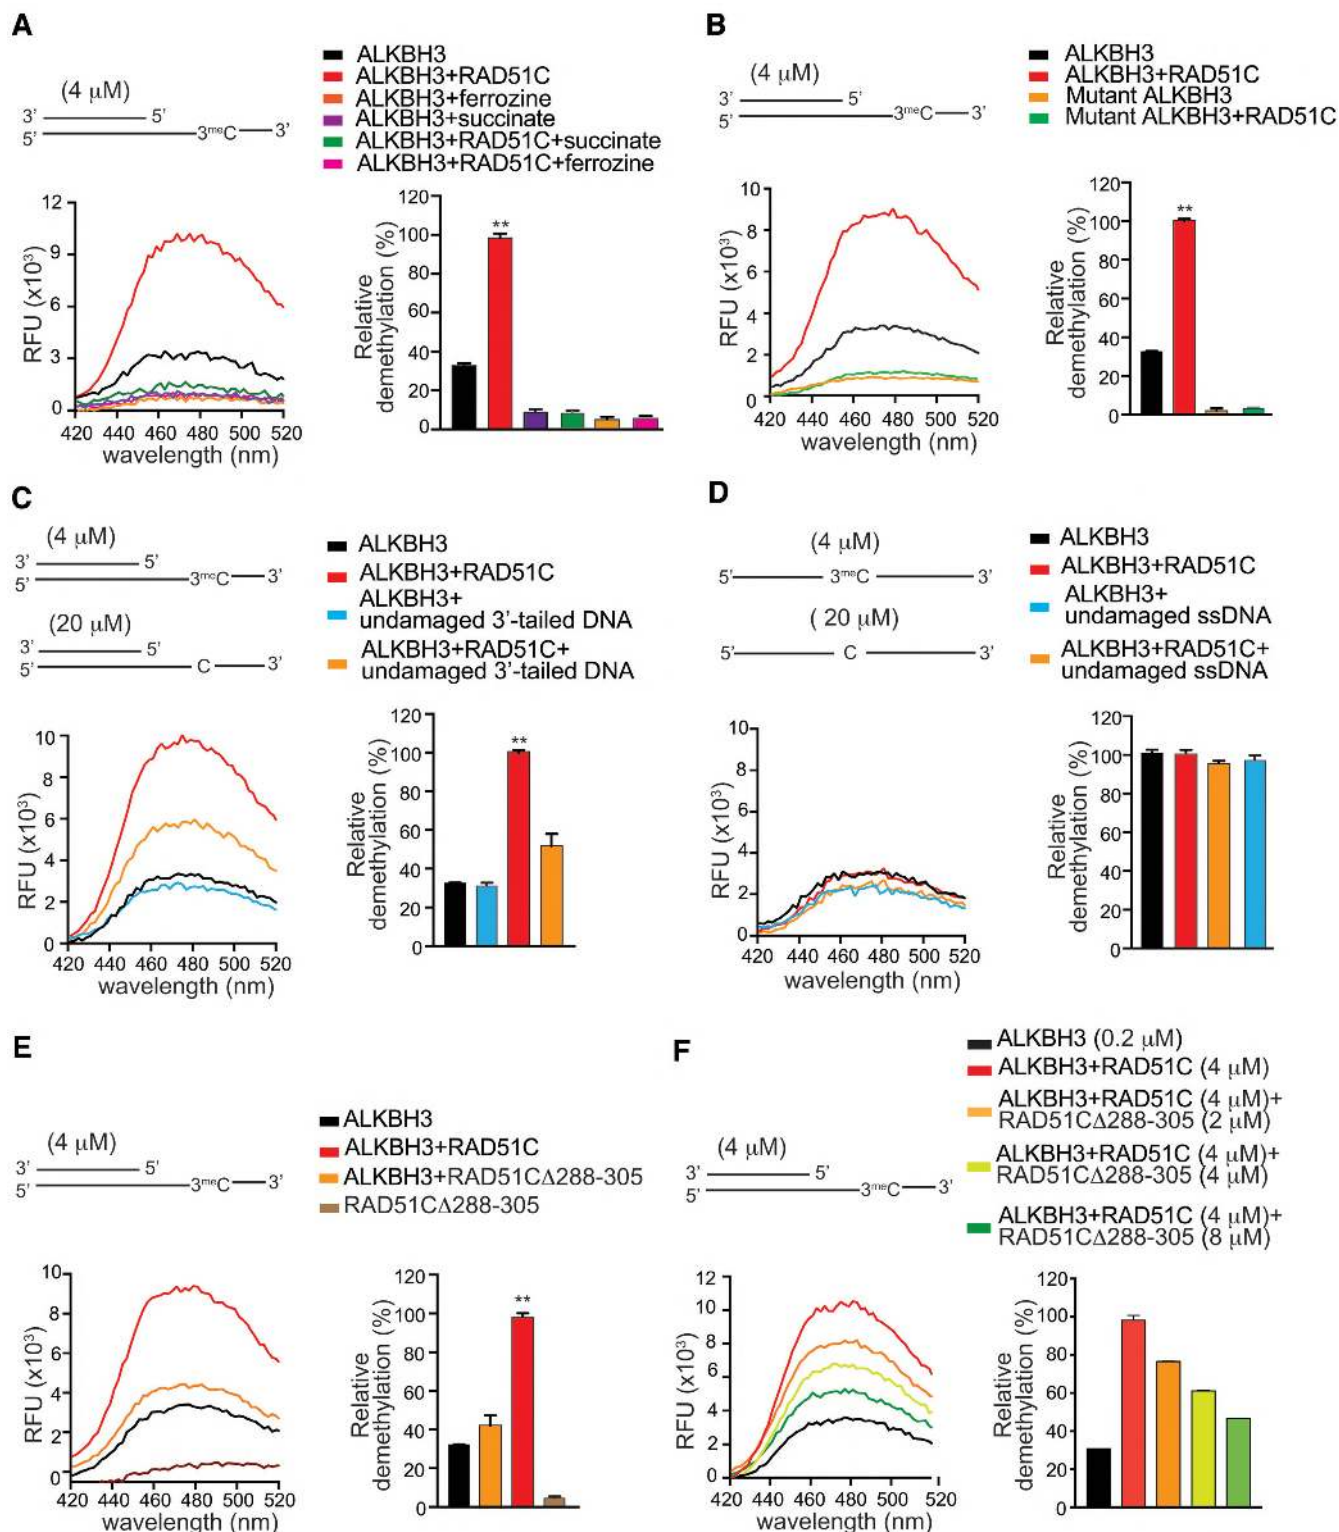 A
(4 μM)
3' 5'
5' 3meC 3'
ALKBH3
ALKBH3+RAD51C
ALKBH3+ferrozine
ALKBH3+succinate
ALKBH3+RAD51C+succinate
ALKBH3+RAD51C+ferrozine
RFU (x10³)
12
9
6
3
0
420 440 460 480 500 520
wavelength (nm)
Relative
demethylation (%)
120
100
80
60
40
20
0
**
B
(4 μM)
3' 5'
5' 3meC 3'
ALKBH3
ALKBH3+RAD51C
Mutant ALKBH3
Mutant ALKBH3+RAD51C
RFU (x10³)
10
8
6
4
2
0
420 440 460 480 500 520
wavelength (nm)
Relative
demethylation (%)
120
100
80
60
40
20
0
**
C
(4 μM)
3' 5'
5' 3meC 3'
(20 μM)
3' 5'
5' C 3'
ALKBH3
ALKBH3+RAD51C
ALKBH3+
undamaged 3'-tailed DNA
ALKBH3+RAD51C+
undamaged 3'-tailed DNA
RFU (x10³)
10
8
6
4
2
0
420 440 460 480 500 520
wavelength (nm)
Relative
demethylation (%)
120
100
80
60
40
20
0
**
D
(4 μM)
5' 3meC 3'
( 20 μM)
5' C 3'
ALKBH3
ALKBH3+RAD51C
ALKBH3+
undamaged ssDNA
ALKBH3+RAD51C+
undamaged ssDNA
RFU (x10³)
10
8
6
4
2
0
420 440 460 480 500 520
wavelength (nm)
Relative
demethylation (%)
120
100
80
60
40
20
0
E
(4 μM)
3' 5'
5' 3meC 3'
ALKBH3
ALKBH3+RAD51C
ALKBH3+RAD51CΔ288-305
RAD51CΔ288-305
RFU (x10³)
10
8
6
4
2
0
420 440 460 480 500 520
wavelength (nm)
Relative
demethylation (%)
120
100
80
60
40
20
0
**
F
(4 μM)
3' 5'
5' 3meC 3'
ALKBH3 (0.2 μM)
ALKBH3+RAD51C (4 μM)
ALKBH3+RAD51C (4 μM)+
RAD51CΔ288-305 (2 μM)
ALKBH3+RAD51C (4 μM)+
RAD51CΔ288-305 (4 μM)
ALKBH3+RAD51C (4 μM)+
RAD51CΔ288-305 (8 μM)
RFU (x10³)
12
10
8
6
4
2
0
420 440 460 480 500 520
wavelength (nm)
Relative
demethylation (%)
120
100
80
60
40
20
0